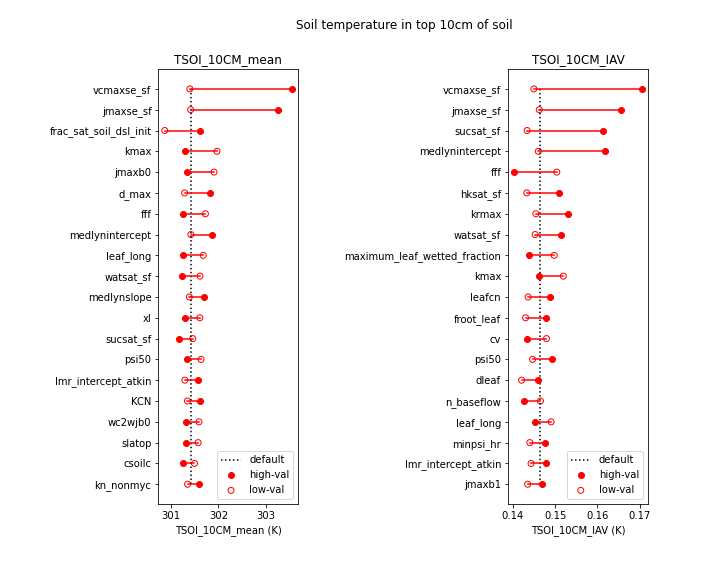 Soil temperature in top 10cm of soil
TSOI_10CM_mean
vcmaxse_sf
jmaxse_sf
frac_sat_soil_dsl_init
kmax
jmaxb0
d_max
fff
medlynintercept
leaf_long
watsat_sf
medlynslope
xl
sucsat_sf
psi50
lmr_intercept_atkin
KCN
wc2wjb0
slatop
csoilc
kn_nonmyc
default
high-val
low-val
301 302 303
TSOI_10CM_mean (K)
TSOI_10CM_IAV
vcmaxse_sf
jmaxse_sf
sucsat_sf
medlynintercept
fff
hksat_sf
krmax
watsat_sf
maximum_leaf_wetted_fraction
kmax
leafcn
froot_leaf
cv
psi50
dleaf
n_baseflow
leaf_long
minpsi_hr
lmr_intercept_atkin
jmaxb1
default
high-val
low-val
0.14 0.15 0.16 0.17
TSOI_10CM_IAV (K)